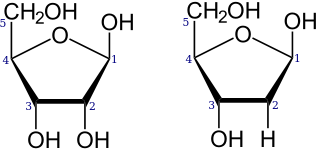 CH₂OH CH₂OH
5 O OH 5 O OH
4 1 4 1
3 2 3 2
OH OH OH H